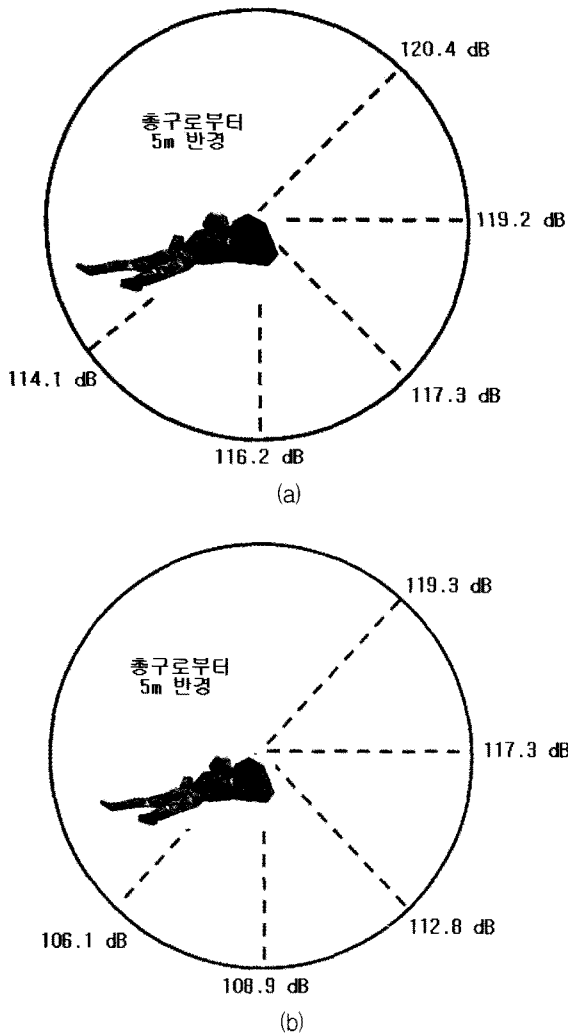 120.4 dB
총구로부터
5m 반경
119.2 dB
114.1 dB
117.3 dB
116.2 dB
(a)
119.3 dB
총구로부터
5m 반경
117.3 dB
106.1 dB
112.8 dB
108.9 dB
(b)